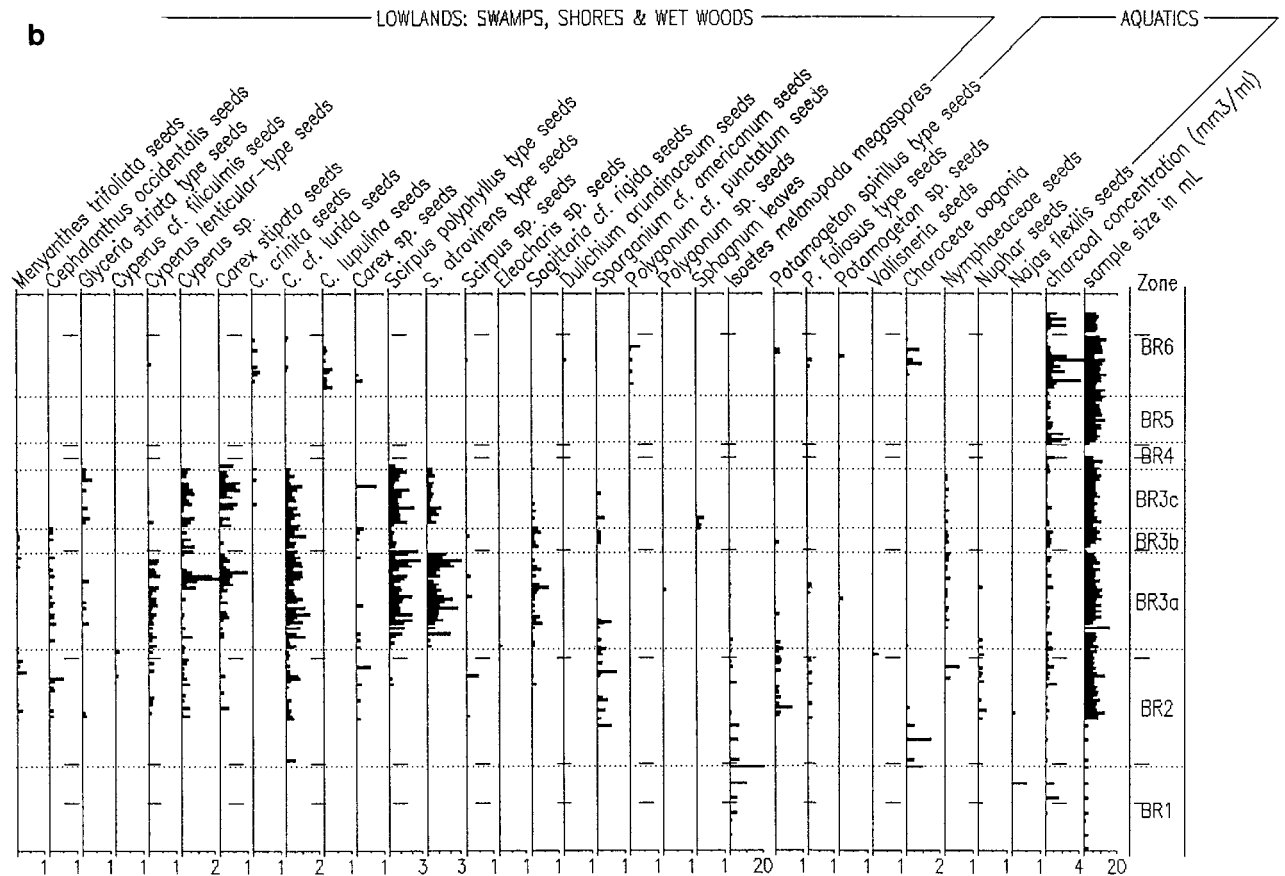 b
LOWLANDS: SWAMPS, SHORES & WET WOODS
AQUATICS
Menyanthes trifoliata seeds
Cephalanthus occidentalis seeds
Glyceria striata type seeds
Cyperus cf. filiculmis seeds
Cyperus lenticular-type seeds
Cyperus sp.
Carex stipata seeds
C. crinita seeds
C. cf. lurida seeds
C. lupulina seeds
Carex sp. seeds
Scirpus polyphyllus type seeds
S. atrovirens type seeds
Scirpus sp. seeds
Eleocharis sp. seeds
Sagittaria cf. rigida seeds
Dulichium arundinaceum seeds
Sparganium cf. americanum seeds
Polygonum cf. punctatum seeds
Polygonum sp. seeds
Sphagnum leaves
Isoetes melanopoda megaspores
Potamogeton spirillus type seeds
P. foliosus type seeds
Potamogeton sp. seeds
Vallisneria seeds
Characeae oogonia
Nymphaeaceae seeds
Nuphar seeds
Najas flexilis seeds
charcoal concentration (mm3/ml)
sample size in mL
Zone
BR6
BR5
BR4
BR3c
BR3b
BR3a
BR2
BR1
1 1 1 1 1 2 1 1 2 1 1 3 3 1 1 1 1 1 1 1 1 20 1 1 1 1 2 1 1 1 4 20